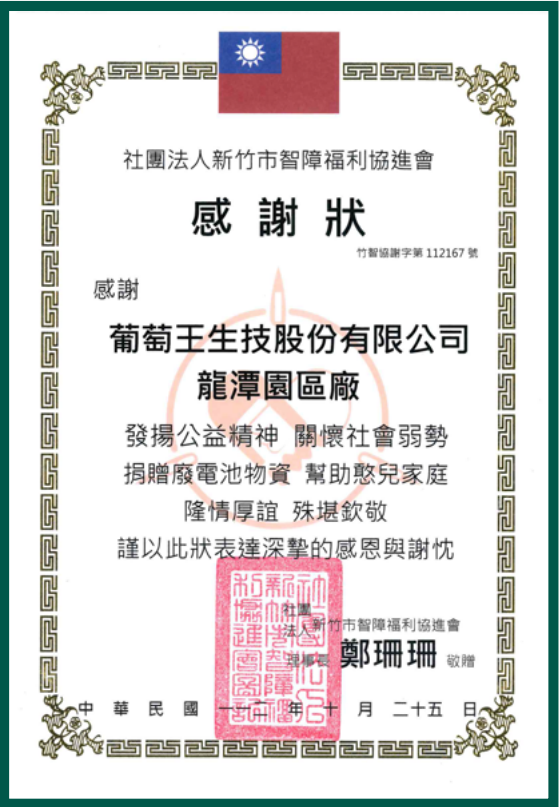 社團法人新竹市智障福利協進會
感謝狀
竹智協謝字第 112167 號
感謝
葡萄王生技股份有限公司
龍潭園區廠
發揚公益精神 關懷社會弱勢
捐贈廢電池物資 幫助憨兒家庭
隆情厚誼 殊堪欽敬
謹以此狀表達深摯的感恩與謝忱
社團
法人新竹市智障福利協進會
理事長 鄭珊珊 敬贈
中華民國一一二年十月二十五日